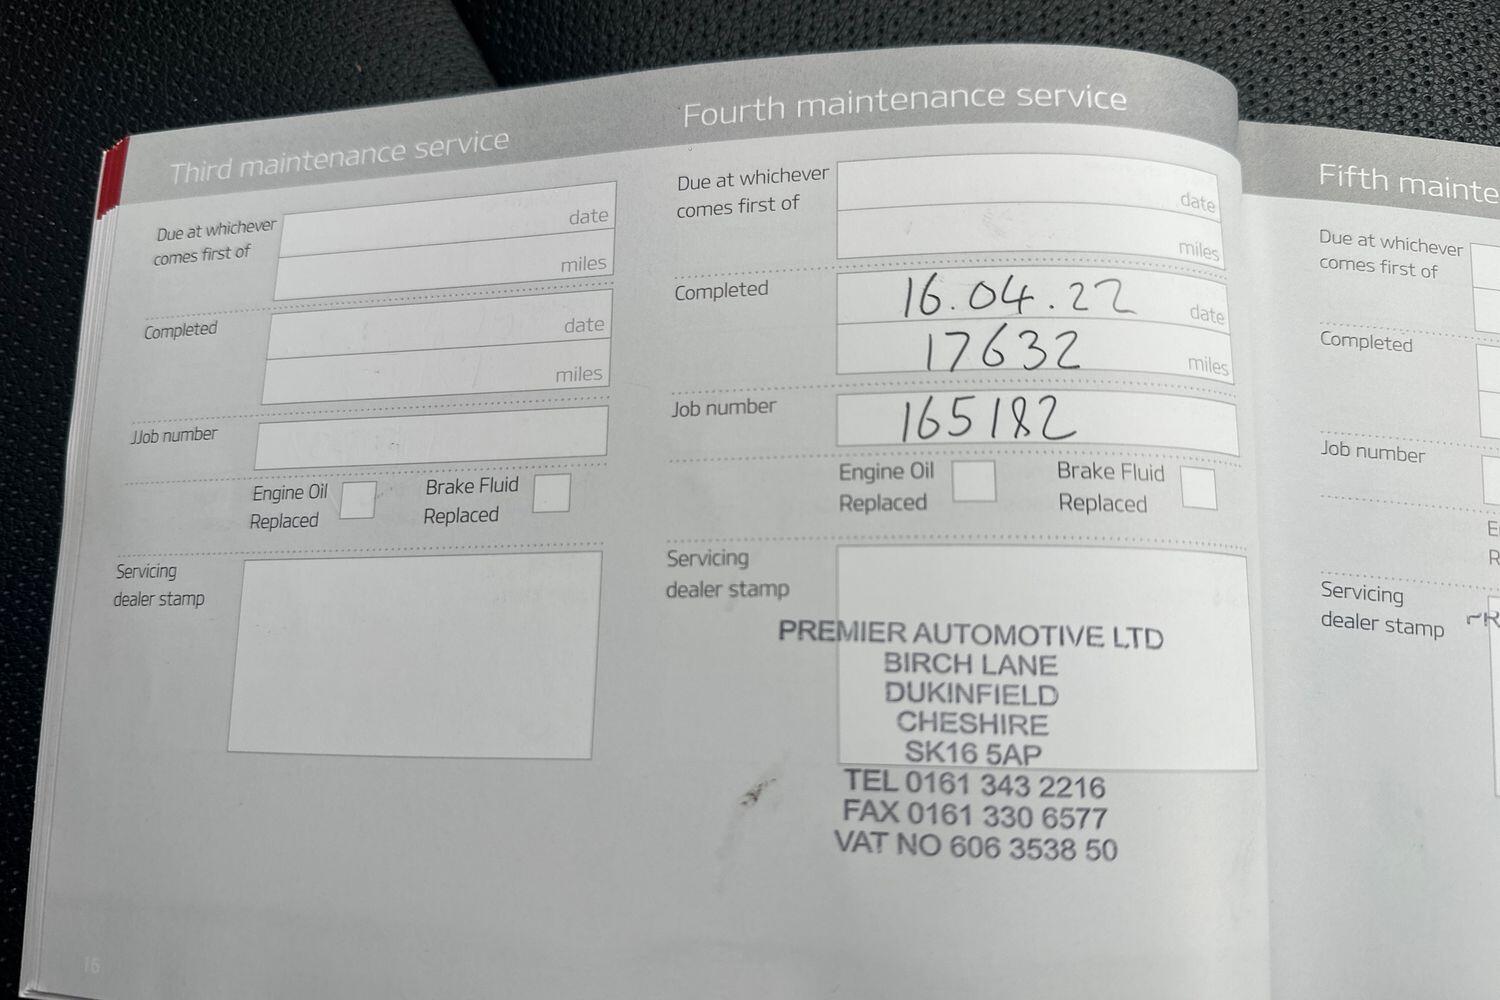 Third maintenance service
Due at whichever
comes first of
date
miles
Completed
date
miles
JJob number
Engine Oil
Replaced
Brake Fluid
Replaced
Servicing
dealer stamp
16
Fourth maintenance service
Due at whichever
comes first of
date
miles
Completed
16.04.22 date
17632 miles
Job number
165182
Engine Oil
Replaced
Brake Fluid
Replaced
Servicing
dealer stamp
PREMIER AUTOMOTIVE LTD
BIRCH LANE
DUKINFIELD
CHESHIRE
SK16 5AP
TEL 0161 343 2216
FAX 0161 330 6577
VAT NO 606 3538 50
Fifth mainte
Due at whichever
comes first of
Completed
Job number
E
R
Servicing
dealer stamp